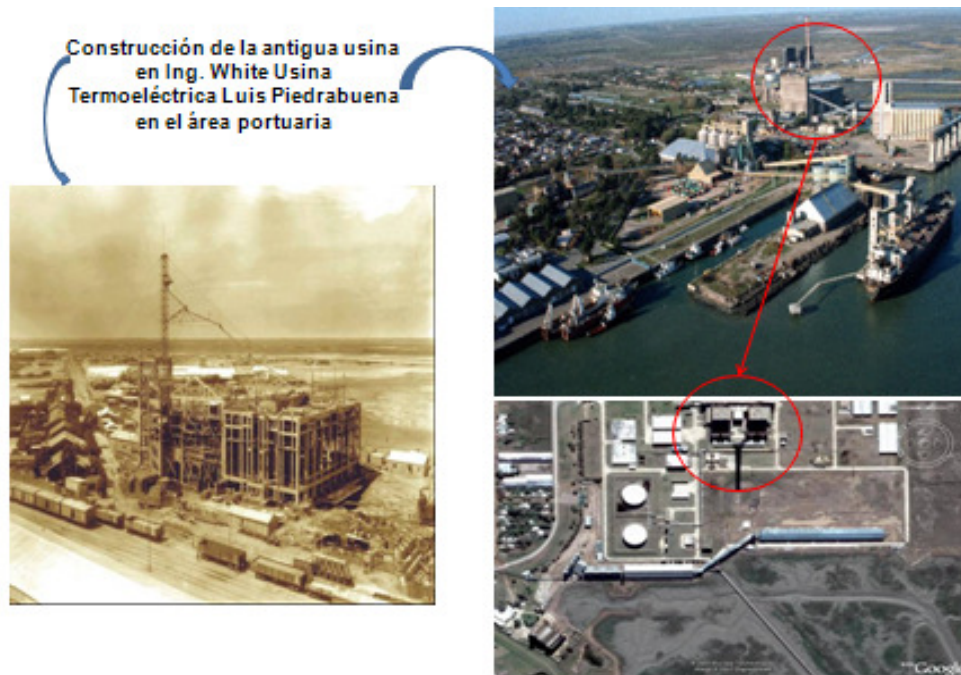 Construcción de la antigua usina
en Ing. White Usina
Termoeléctrica Luis Piedrabuena
en el área portuaria
Google